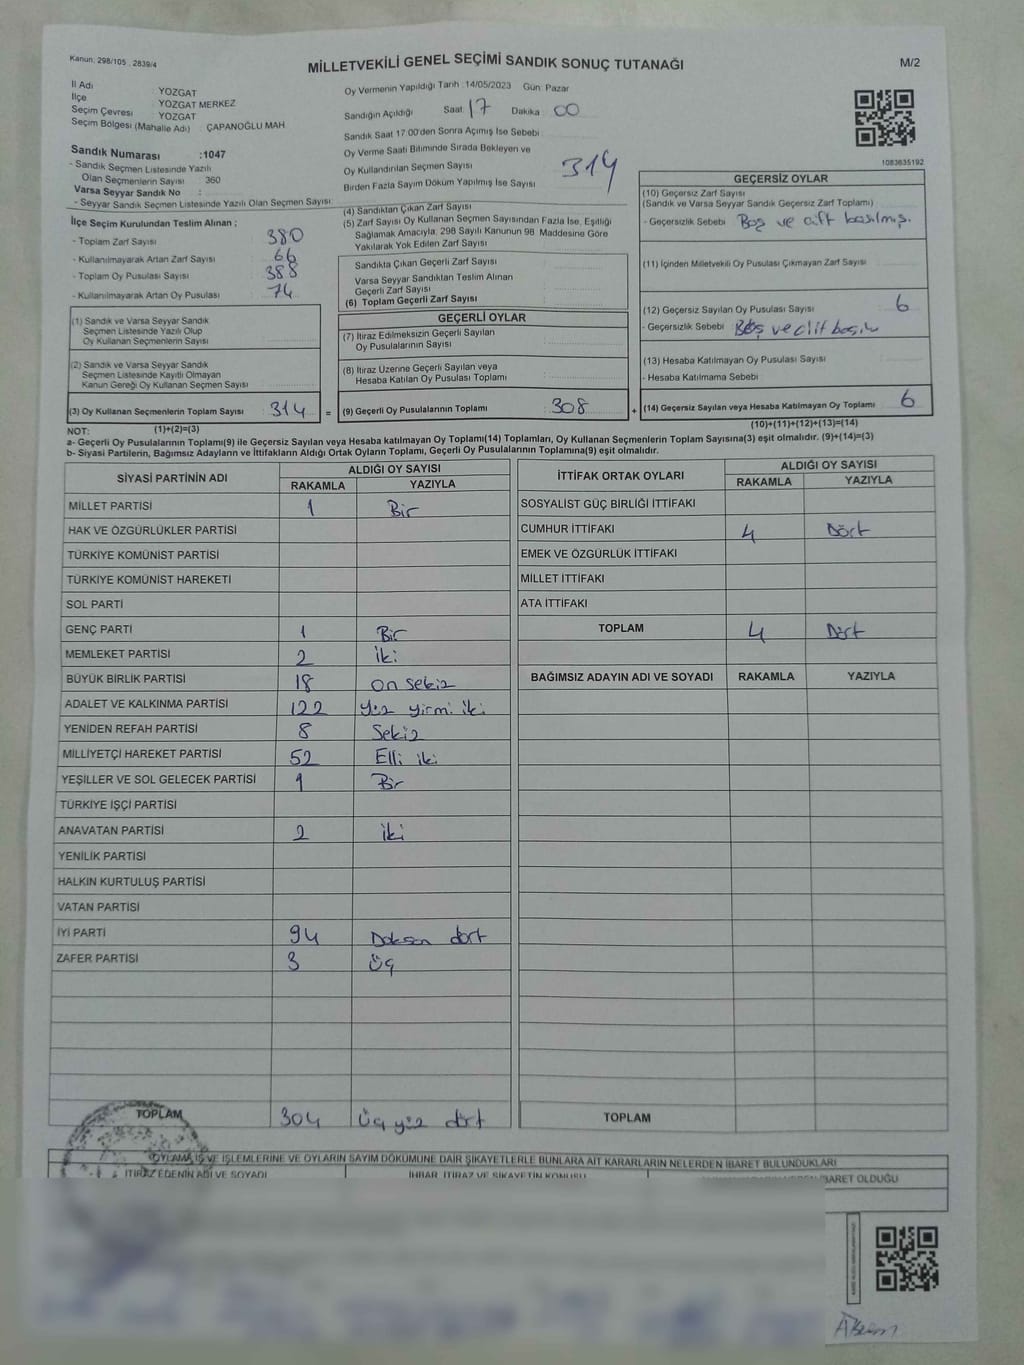 Kanun: 298/105 , 2839/4
MİLLETVEKİLİ GENEL SEÇİMİ SANDIK SONUÇ TUTANAĞI
M/2
İl Adı : YOZGAT
İlçe : YOZGAT MERKEZ
Seçim Çevresi : YOZGAT
Seçim Bölgesi (Mahalle Adı) : ÇAPANOĞLU MAH
Sandık Numarası :1047
- Sandık Seçmen Listesinde Yazılı
Olan Seçmenlerin Sayısı : 360
Varsa Seyyar Sandık No :
- Seyyar Sandık Seçmen Listesinde Yazılı Olan Seçmen Sayısı:
Oy Vermenin Yapıldığı Tarih :14/05/2023 Gün: Pazar
Sandığın Açıldığı Saat 17 Dakika 00
Sandık Saat 17.00'den Sonra Açımış İse Sebebi :
Oy Verme Saati Bitiminde Sırada Bekleyen ve
Oy Kullandırılan Seçmen Sayısı : 314
Birden Fazla Sayım Döküm Yapılmış İse Sayısı :
1083635192
İlçe Seçim Kurulundan Teslim Alınan ;
- Toplam Zarf Sayısı : 380
- Kullanılmayarak Artan Zarf Sayısı : 66
- Toplam Oy Pusulası Sayısı : 388
- Kullanılmayarak Artan Oy Pusulası : 74
(1) Sandık ve Varsa Seyyar Sandık
Seçmen Listesinde Yazılı Olup
Oy Kullanan Seçmenlerin Sayısı :
(2) Sandık ve Varsa Seyyar Sandık
Seçmen Listesinde Kayıtlı Olmayan
Kanun Gereği Oy Kullanan Seçmen Sayısı :
(3) Oy Kullanan Seçmenlerin Toplam Sayısı : 314 =
(1)+(2)=(3)
(4) Sandıktan Çıkan Zarf Sayısı :
(5) Zarf Sayısı Oy Kullanan Seçmen Sayısından Fazla İse, Eşitliği
Sağlamak Amacıyla, 298 Sayılı Kanunun 98. Maddesine Göre
Yakılarak Yok Edilen Zarf Sayısı :
Sandıkta Çıkan Geçerli Zarf Sayısı :
Varsa Seyyar Sandıktan Teslim Alınan
Geçerli Zarf Sayısı :
(6) Toplam Geçerli Zarf Sayısı :
GEÇERLİ OYLAR
(7) İtiraz Edilmeksizin Geçerli Sayılan
Oy Pusulalarının Sayısı :
(8) İtiraz Üzerine Geçerli Sayılan veya
Hesaba Katılan Oy Pusulası Toplamı :
(9) Geçerli Oy Pusulalarının Toplamı : 308 +
GEÇERSİZ OYLAR
(10) Geçersiz Zarf Sayısı
(Sandık ve Varsa Seyyar Sandık Geçersiz Zarf Toplamı) :
- Geçersizlik Sebebi : Boş ve çift basılmış.
(11) İçinden Milletvekili Oy Pusulası Çıkmayan Zarf Sayısı :
(12) Geçersiz Sayılan Oy Pusulası Sayısı : 6
- Geçersizlik Sebebi : Boş ve çift
(13) Hesaba Katılmayan Oy Pusulası Sayısı :
- Hesaba Katılmama Sebebi :
(14) Geçersiz Sayılan veya Hesaba Katılmayan Oy Toplamı : 6
(10)+(11)+(12)+(13)=(14)
NOT:
a- Geçerli Oy Pusulalarının Toplamı(9) ile Geçersiz Sayılan veya Hesaba katılmayan Oy Toplamı(14) Toplamları, Oy Kullanan Seçmenlerin Toplam Sayısına(3) eşit olmalıdır. (9)+(14)=(3)
b- Siyasi Partilerin, Bağımsız Adayların ve İttifakların Aldığı Ortak Oyların Toplamı, Geçerli Oy Pusulalarının Toplamına(9) eşit olmalıdır.
SİYASİ PARTİNİN ADI ALDIĞI OY SAYISI
RAKAMLA YAZIYLA
MİLLET PARTİSİ 1 Bir
HAK VE ÖZGÜRLÜKLER PARTİSİ
TÜRKİYE KOMÜNİST PARTİSİ
TÜRKİYE KOMÜNİST HAREKETİ
SOL PARTİ
GENÇ PARTİ 1 Bir
MEMLEKET PARTİSİ 2 iki
BÜYÜK BİRLİK PARTİSİ 18 on sekiz
ADALET VE KALKINMA PARTİSİ 122 yüz yirmi iki
YENİDEN REFAH PARTİSİ 8 Sekiz
MİLLİYETÇİ HAREKET PARTİSİ 52 Elli iki
YEŞİLLER VE SOL GELECEK PARTİSİ 1 Bir
TÜRKİYE İŞÇİ PARTİSİ
ANAVATAN PARTİSİ 2 iki
YENİLİK PARTİSİ
HALKIN KURTULUŞ PARTİSİ
VATAN PARTİSİ
İYİ PARTİ 94 Doksan dört
ZAFER PARTİSİ 3 üç
TOPLAM 304 Üç yüz dört
İTTİFAK ORTAK OYLARI ALDIĞI OY SAYISI
RAKAMLA YAZIYLA
SOSYALİST GÜÇ BİRLİĞİ İTTİFAKI
CUMHUR İTTİFAKI 4 Dört
EMEK VE ÖZGÜRLÜK İTTİFAKI
MİLLET İTTİFAKI
ATA İTTİFAKI
TOPLAM 4 Dört
BAĞIMSIZ ADAYIN ADI VE SOYADI RAKAMLA YAZIYLA
TOPLAM
OYLAMA İŞ VE İŞLEMLERİNE VE OYLARIN SAYIM DÖKÜMÜNE DAİR ŞİKAYETLERLE BUNLARA AİT KARARLARIN NELERDEN İBARET BULUNDUKLARI
İTİRAZ EDENİN ADI VE SOYADI İHBAR, İTİRAZ VE ŞİKAYETİN KONUSU İBARET OLDUĞU